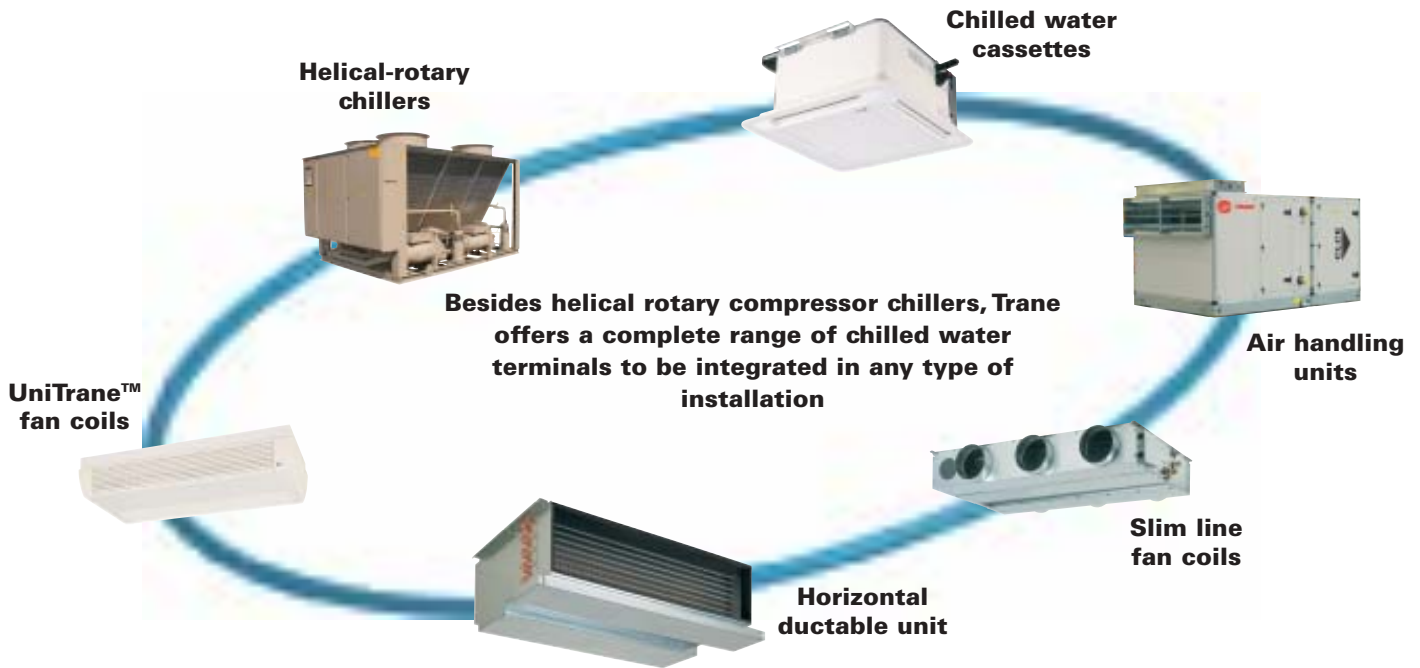 Chilled water
cassettes
Helical-rotary
chillers
Besides helical rotary compressor chillers, Trane
offers a complete range of chilled water
terminals to be integrated in any type of
installation
Air handling
units
UniTrane™
fan coils
Slim line
fan coils
Horizontal
ductable unit